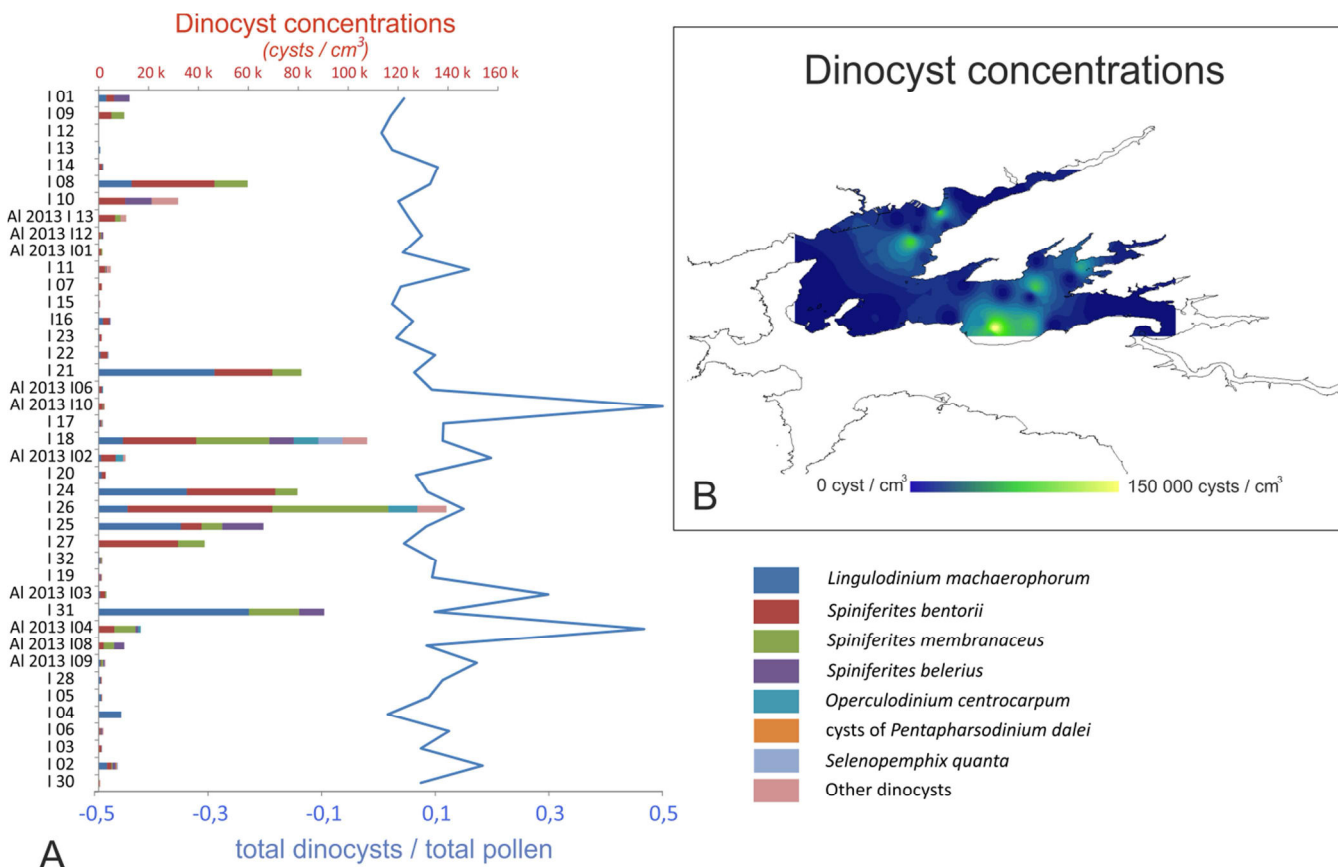 Dinocyst concentrations
(cysts / cm³)
0 20 k 40 k 60 k 80 k 100 k 120 k 140 k 160 k
I 01
I 09
I 12
I 13
I 14
I 08
I 10
Al 2013 I 13
Al 2013 I12
Al 2013 I01
I 11
I 07
I 15
I16
I 23
I 22
I 21
Al 2013 I06
Al 2013 I10
I 17
I 18
Al 2013 I02
I 20
I 24
I 26
I 25
I 27
I 32
I 19
Al 2013 I03
I 31
Al 2013 I04
Al 2013 I08
Al 2013 I09
I 28
I 05
I 04
I 06
I 03
I 02
I 30
-0,5 -0,3 -0,1 0,1 0,3 0,5
total dinocysts / total pollen
A
Dinocyst concentrations
0 cyst / cm³ 150 000 cysts / cm³
B
Lingulodinium machaerophorum
Spiniferites bentorii
Spiniferites membranaceus
Spiniferites belerius
Operculodinium centrocarpum
cysts of Pentapharsodinium dalei
Selenopemphix quanta
Other dinocysts